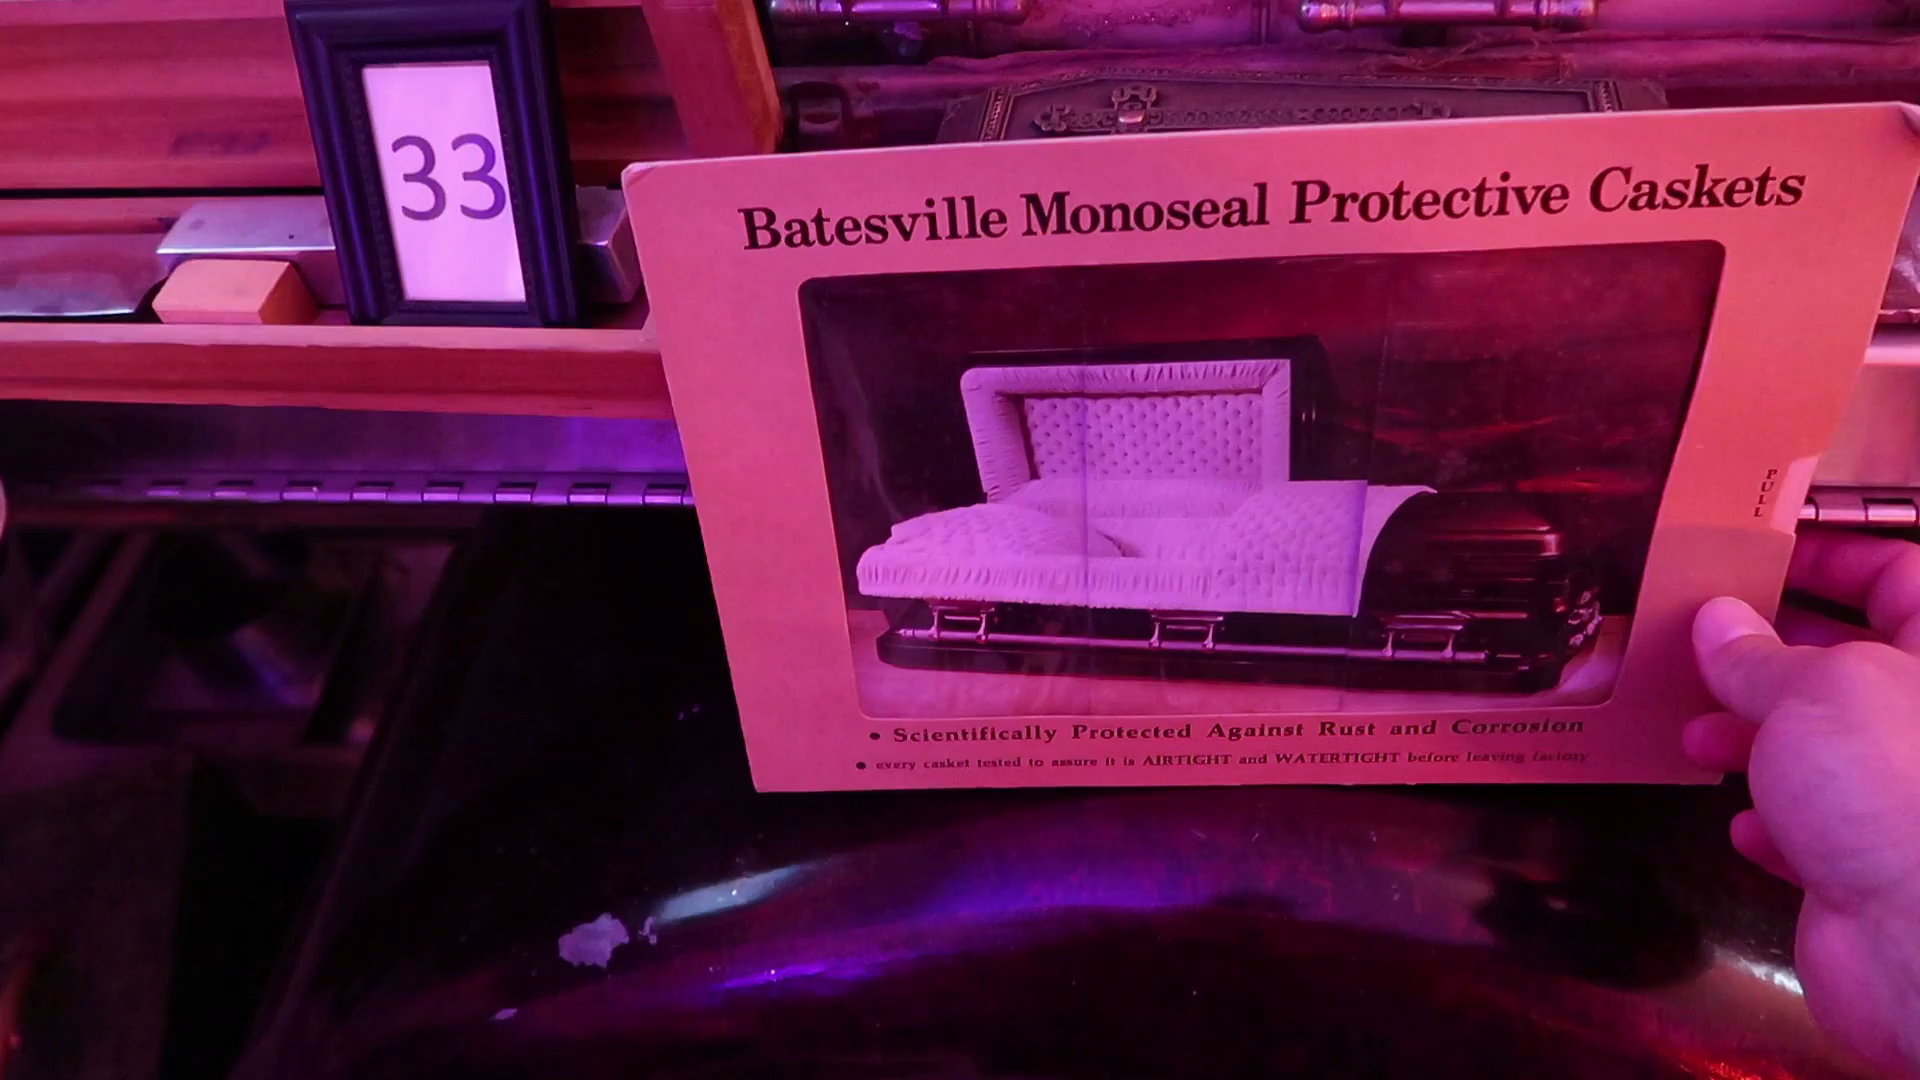 33
Batesville Monoseal Protective Caskets
PULL
• Scientifically Protected Against Rust and Corrosion
• every casket tested to assure it is AIRTIGHT and WATERTIGHT before leaving factory